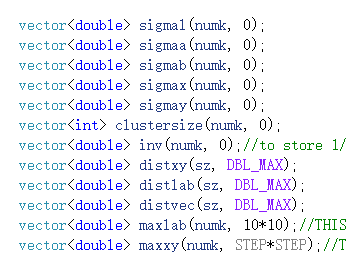 vector<double> sigmal(numk, 0);
vector<double> sigmaa(numk, 0);
vector<double> sigmab(numk, 0);
vector<double> sigmax(numk, 0);
vector<double> sigmay(numk, 0);
vector<int> clustersize(numk, 0);
vector<double> inv(numk, 0);//to store 1/
vector<double> distxy(sz, DBL_MAX);
vector<double> distlab(sz, DBL_MAX);
vector<double> distvec(sz, DBL_MAX);
vector<double> maxlab(numk, 10*10);//THIS
vector<double> maxxy(numk, STEP*STEP);//T